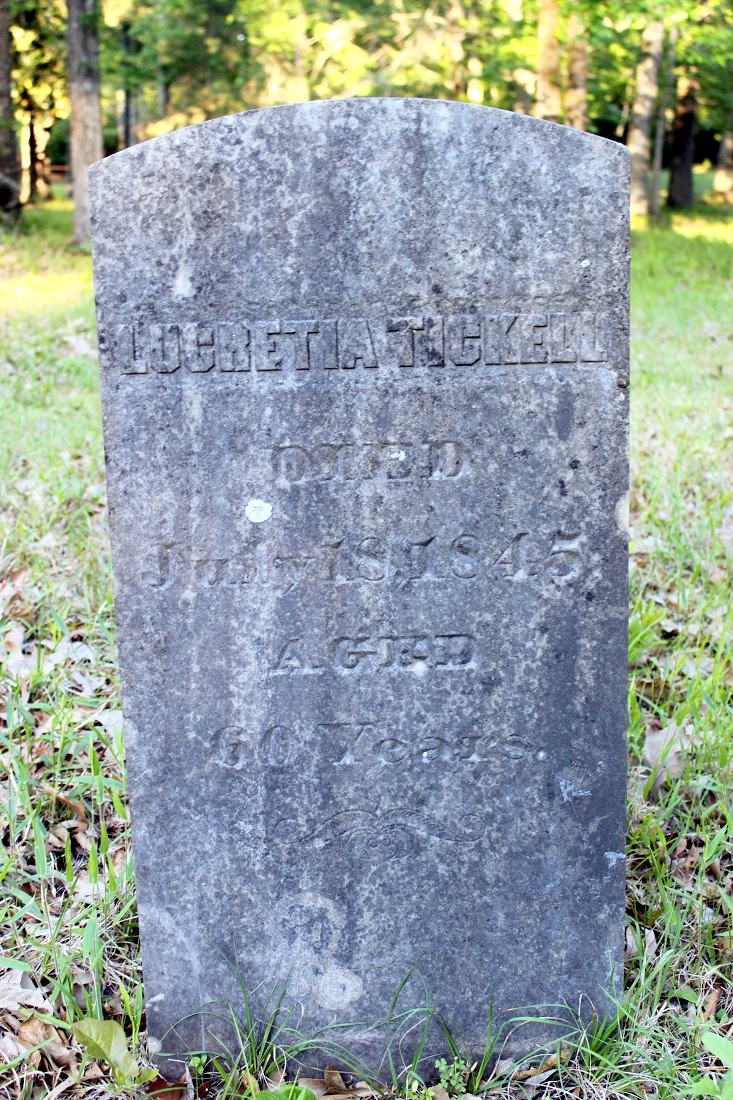 LUCRETIA TICKELL
DIED
July 18, 1845
AGED
60 Years.